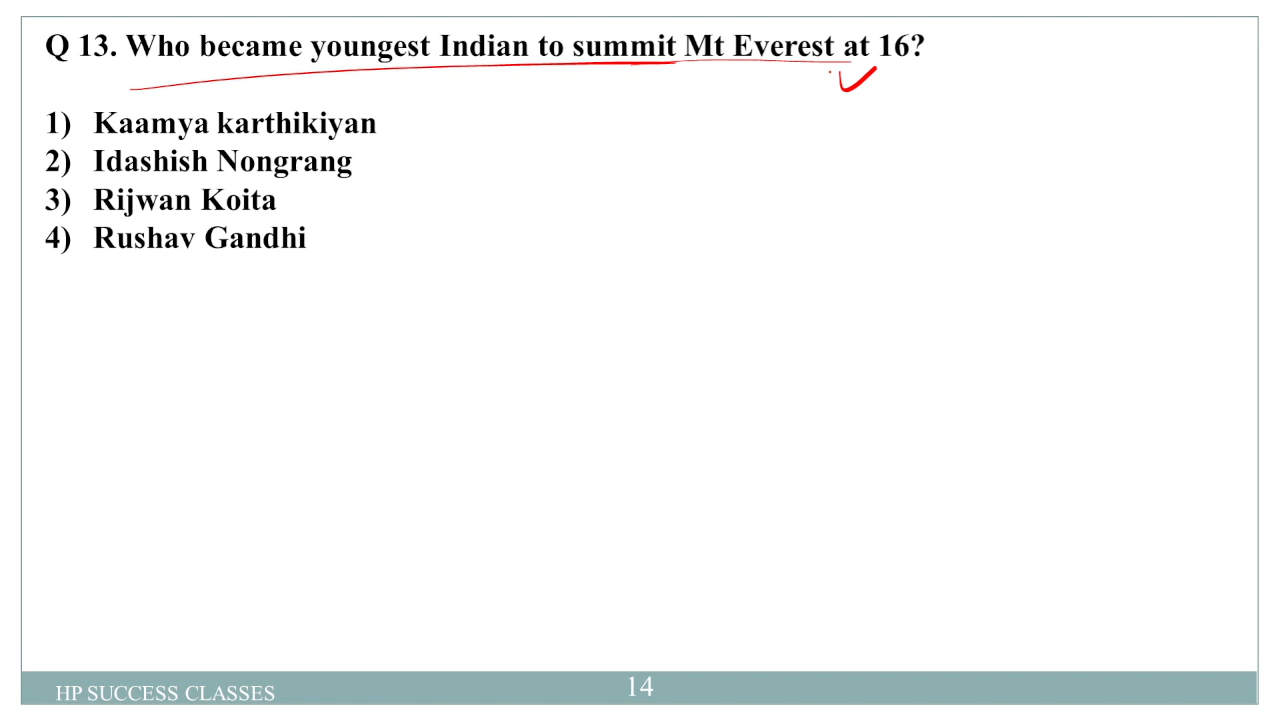 Q 13. Who became youngest Indian to summit Mt Everest at 16?
1) Kaamya karthikiyan
2) Idashish Nongrang
3) Rijwan Koita
4) Rushav Gandhi
HP SUCCESS CLASSES
14